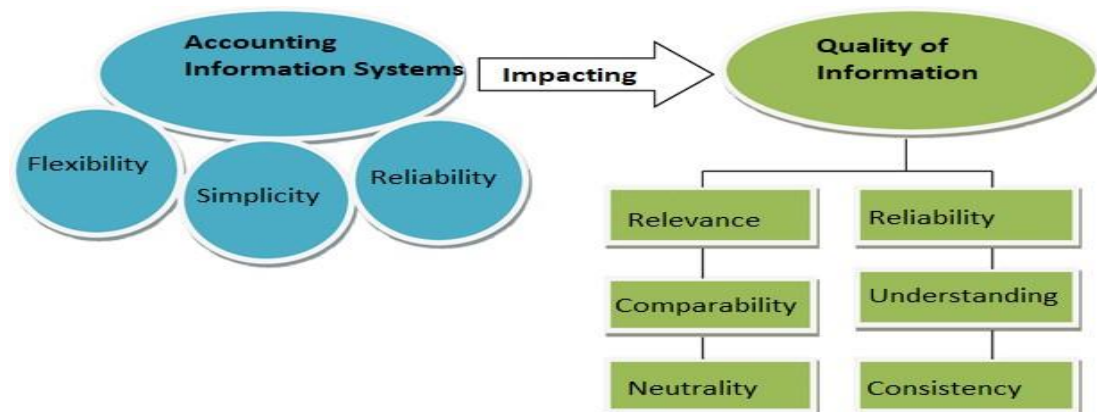 Accounting
Information Systems
Impacting
Quality of
Information
Flexibility
Simplicity
Reliability
Relevance
Reliability
Comparability
Understanding
Neutrality
Consistency